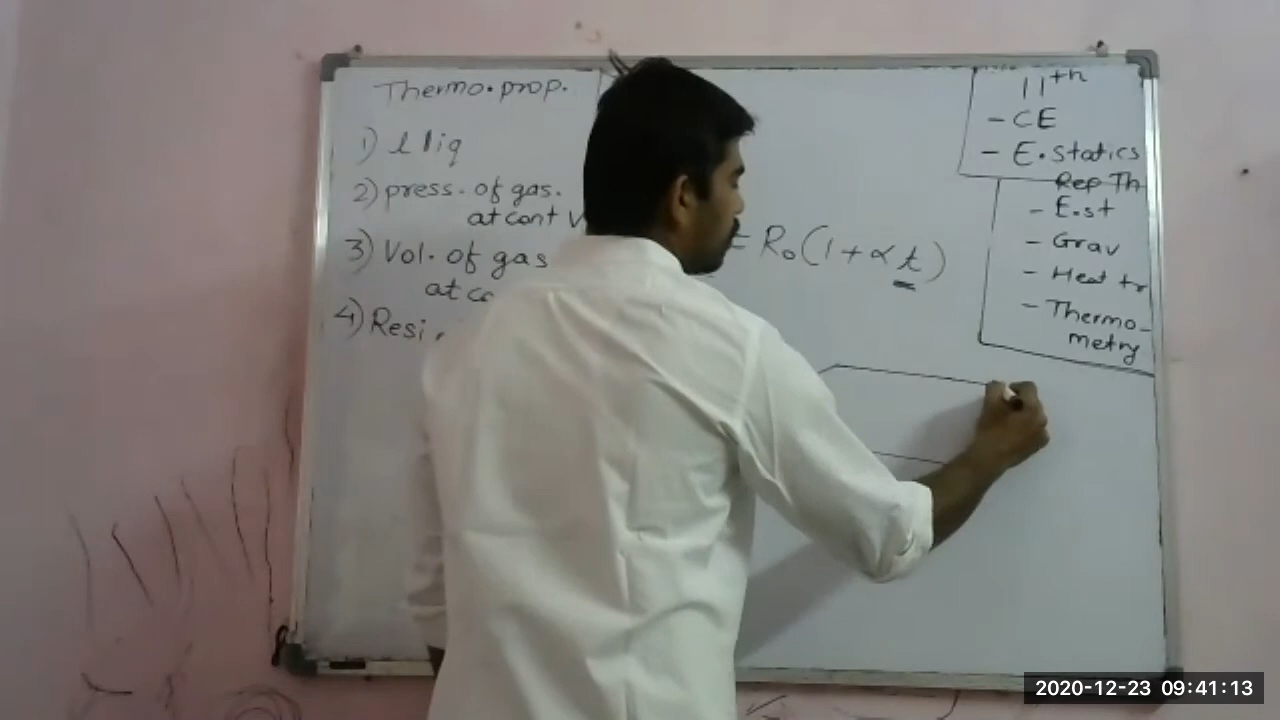 Thermo. prop.
1) l liq
2) press. of gas.
at cont V
3) Vol. of gas
at co
4) Resi.
= R₀(1+αt)
11th
- CE
- E.statics
Rep Th
- E.st
- Grav
- Heat tr
- Thermo-
metry
2020-12-23 09:41:13